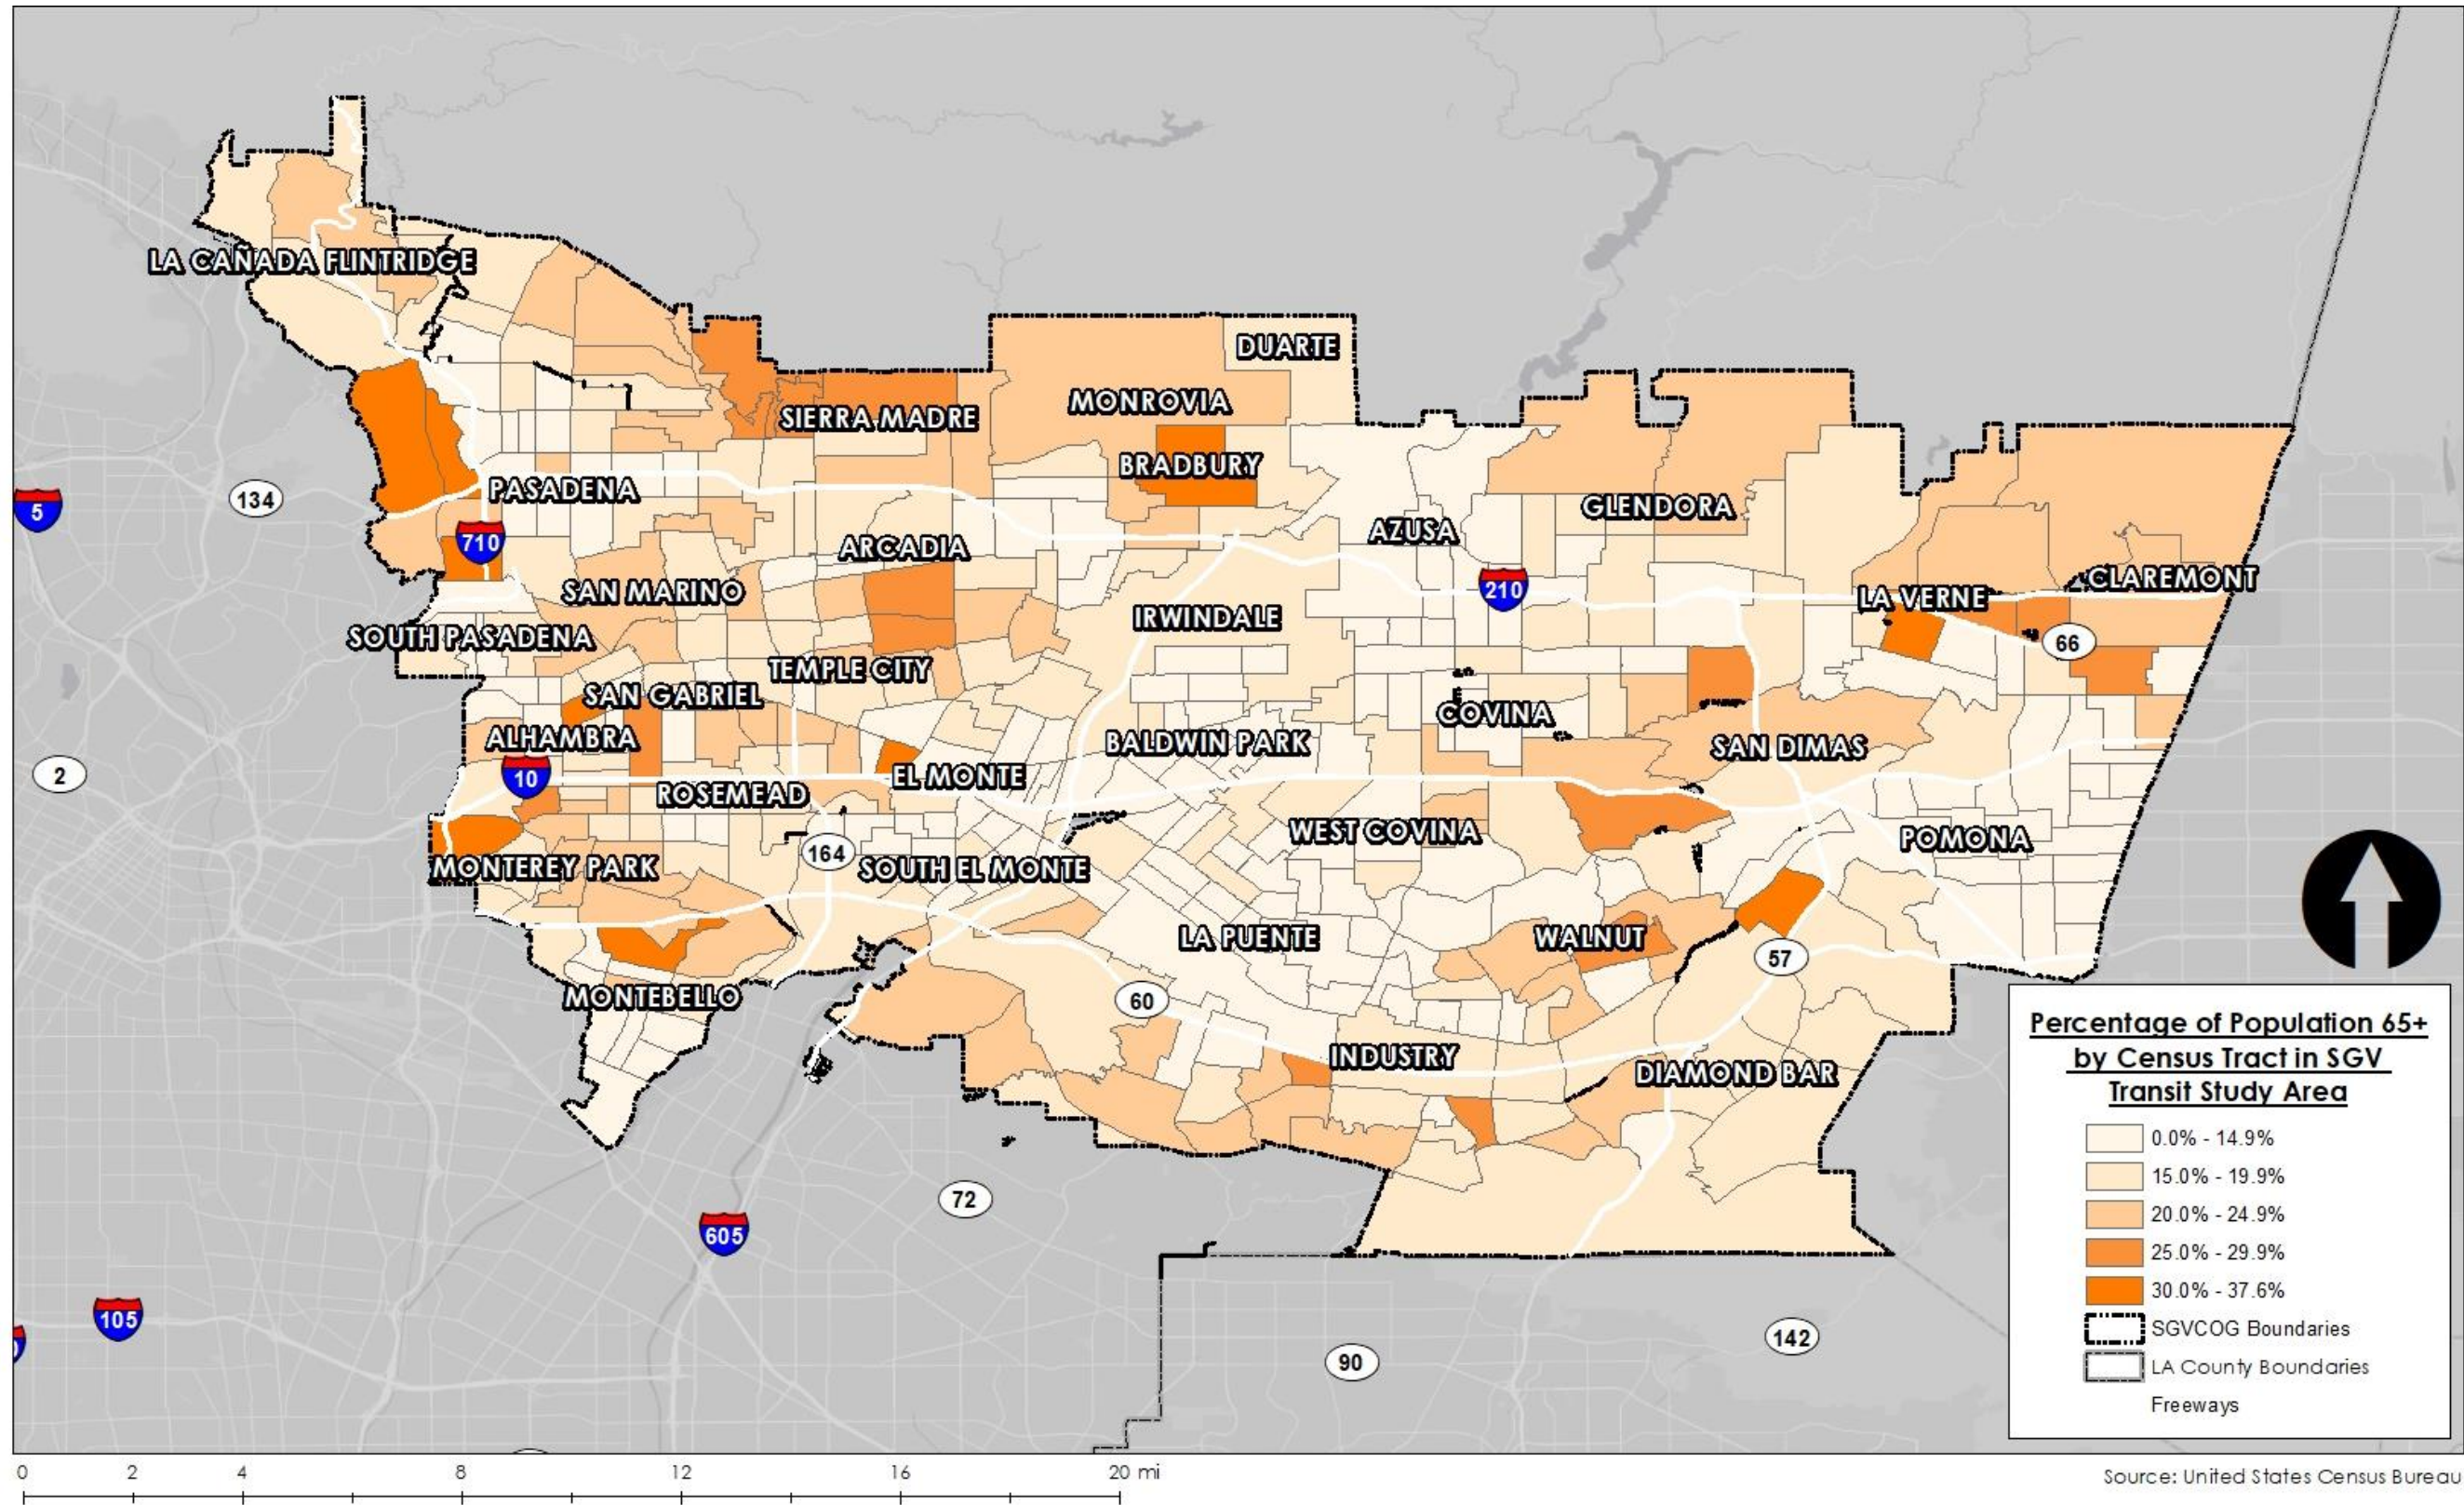 LA CAÑADA FLINTRIDGE
DUARTE
MONROVIA
SIERRA MADRE
BRADBURY
PASADENA
134
5
GLENDORA
AZUSA
710
ARCADIA
CLAREMONT
SAN MARINO
210
LA VERNE
IRWINDALE
SOUTH PASADENA
66
TEMPLE CITY
SAN GABRIEL
COVINA
ALHAMBRA
BALDWIN PARK
SAN DIMAS
2
10
EL MONTE
ROSEMEAD
WEST COVINA
POMONA
164
MONTEREY PARK
SOUTH EL MONTE
LA PUENTE
WALNUT
57
MONTEBELLO
60
INDUSTRY
DIAMOND BAR
72
605
105
142
90
Percentage of Population 65+
by Census Tract in SGV
Transit Study Area
0.0% - 14.9%
15.0% - 19.9%
20.0% - 24.9%
25.0% - 29.9%
30.0% - 37.6%
SGVCOG Boundaries
LA County Boundaries
Freeways
0 2 4 8 12 16 20 mi
Source: United States Census Bureau